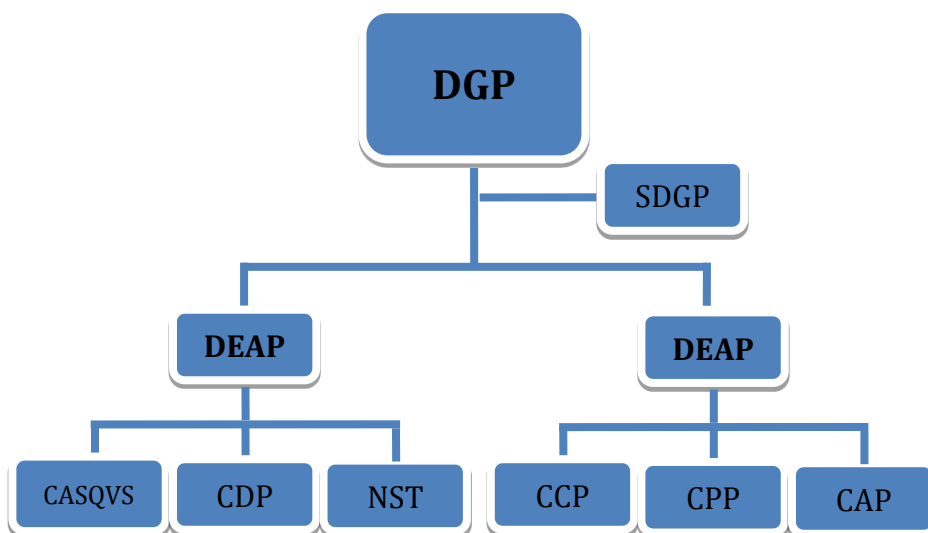 DGP
SDGP
DEAP
DEAP
CASQVS
CDP
NST
CCP
CPP
CAP